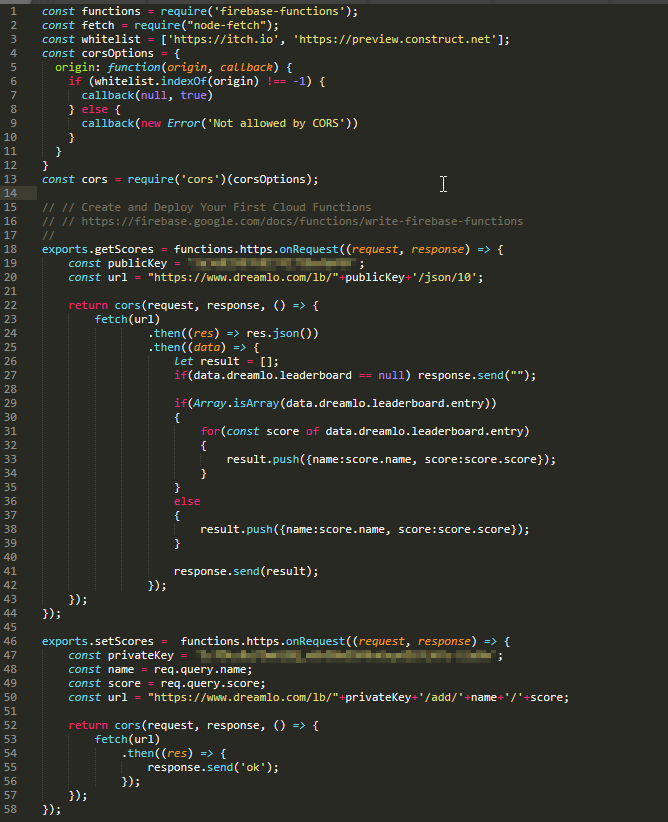 1 const functions = require('firebase-functions');
2 const fetch = require("node-fetch");
3 const whitelist = ['https://itch.io', 'https://preview.construct.net'];
4 const corsOptions = {
5 origin: function(origin, callback) {
6 if (whitelist.indexOf(origin) !== -1) {
7 callback(null, true)
8 } else {
9 callback(new Error('Not allowed by CORS'))
10 }
11 }
12 }
13 const cors = require('cors')(corsOptions);
14
15 // // Create and Deploy Your First Cloud Functions
16 // // https://firebase.google.com/docs/functions/write-firebase-functions
17 //
18 exports.getScores = functions.https.onRequest((request, response) => {
19 const publicKey = ;
20 const url = "https://www.dreamlo.com/lb/"+publicKey+'/json/10';
21
22 return cors(request, response, () => {
23 fetch(url)
24 .then((res) => res.json())
25 .then((data) => {
26 let result = [];
27 if(data.dreamlo.leaderboard == null) response.send("");
28
29 if(Array.isArray(data.dreamlo.leaderboard.entry))
30 {
31 for(const score of data.dreamlo.leaderboard.entry)
32 {
33 result.push({name:score.name, score:score.score});
34 }
35 }
36 else
37 {
38 result.push({name:score.name, score:score.score});
39 }
40
41 response.send(result);
42 });
43 });
44 });
45
46 exports.setScores = functions.https.onRequest((request, response) => {
47 const privateKey = ;
48 const name = req.query.name;
49 const score = req.query.score;
50 const url = "https://www.dreamlo.com/lb/"+privateKey+'/add/'+name+'/'+score;
51
52 return cors(request, response, () => {
53 fetch(url)
54 .then((res) => {
55 response.send('ok');
56 });
57 });
58 });